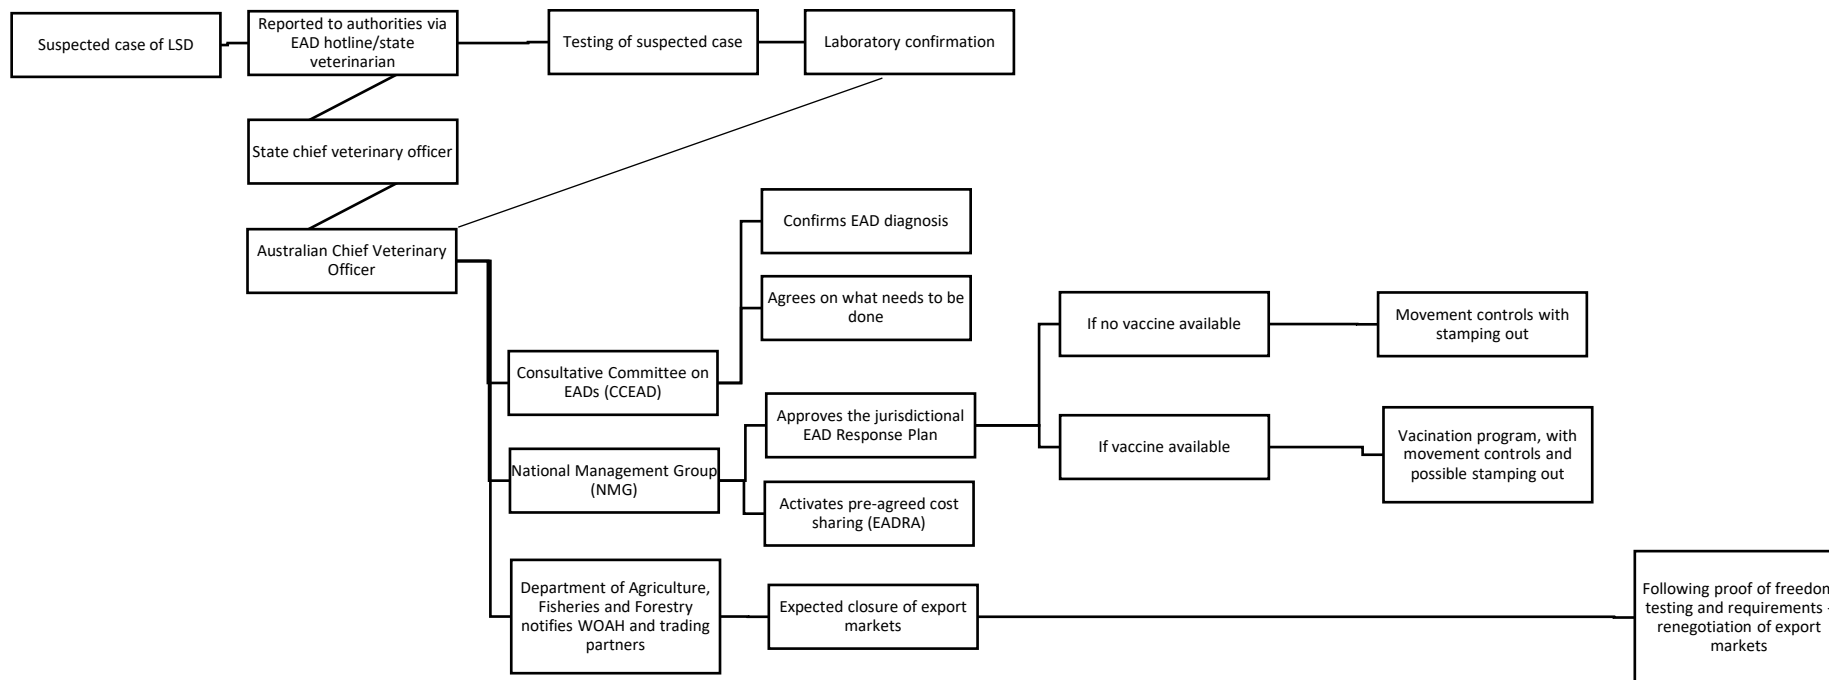 Suspected case of LSD
Reported to authorities via
EAD hotline/state
veterinarian
Testing of suspected case
Laboratory confirmation
State chief veterinary officer
Australian Chief Veterinary
Officer
Confirms EAD diagnosis
Agrees on what needs to be
done
Consultative Committee on
EADs (CCEAD)
National Management Group
(NMG)
Approves the jurisdictional
EAD Response Plan
Activates pre-agreed cost
sharing (EADRA)
If no vaccine available
Movement controls with
stamping out
If vaccine available
Vacination program, with
movement controls and
possible stamping out
Department of Agriculture,
Fisheries and Forestry
notifies WOAH and trading
partners
Expected closure of export
markets
Following proof of freedom
testing and requirements -
renegotiation of export
markets